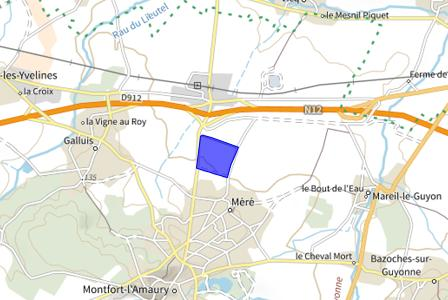 le Mesnil Piquet
Ru du Lieutel
-les-Yvelines
la Croix
D912
N12
Ferme de
la Vigne au Roy
Galluis
135
le Bout de l'Eau
Mareil-le-Guyon
Méré
le Cheval Mort
Bazoches-sur-
Guyonne
Montfort-l'Amaury